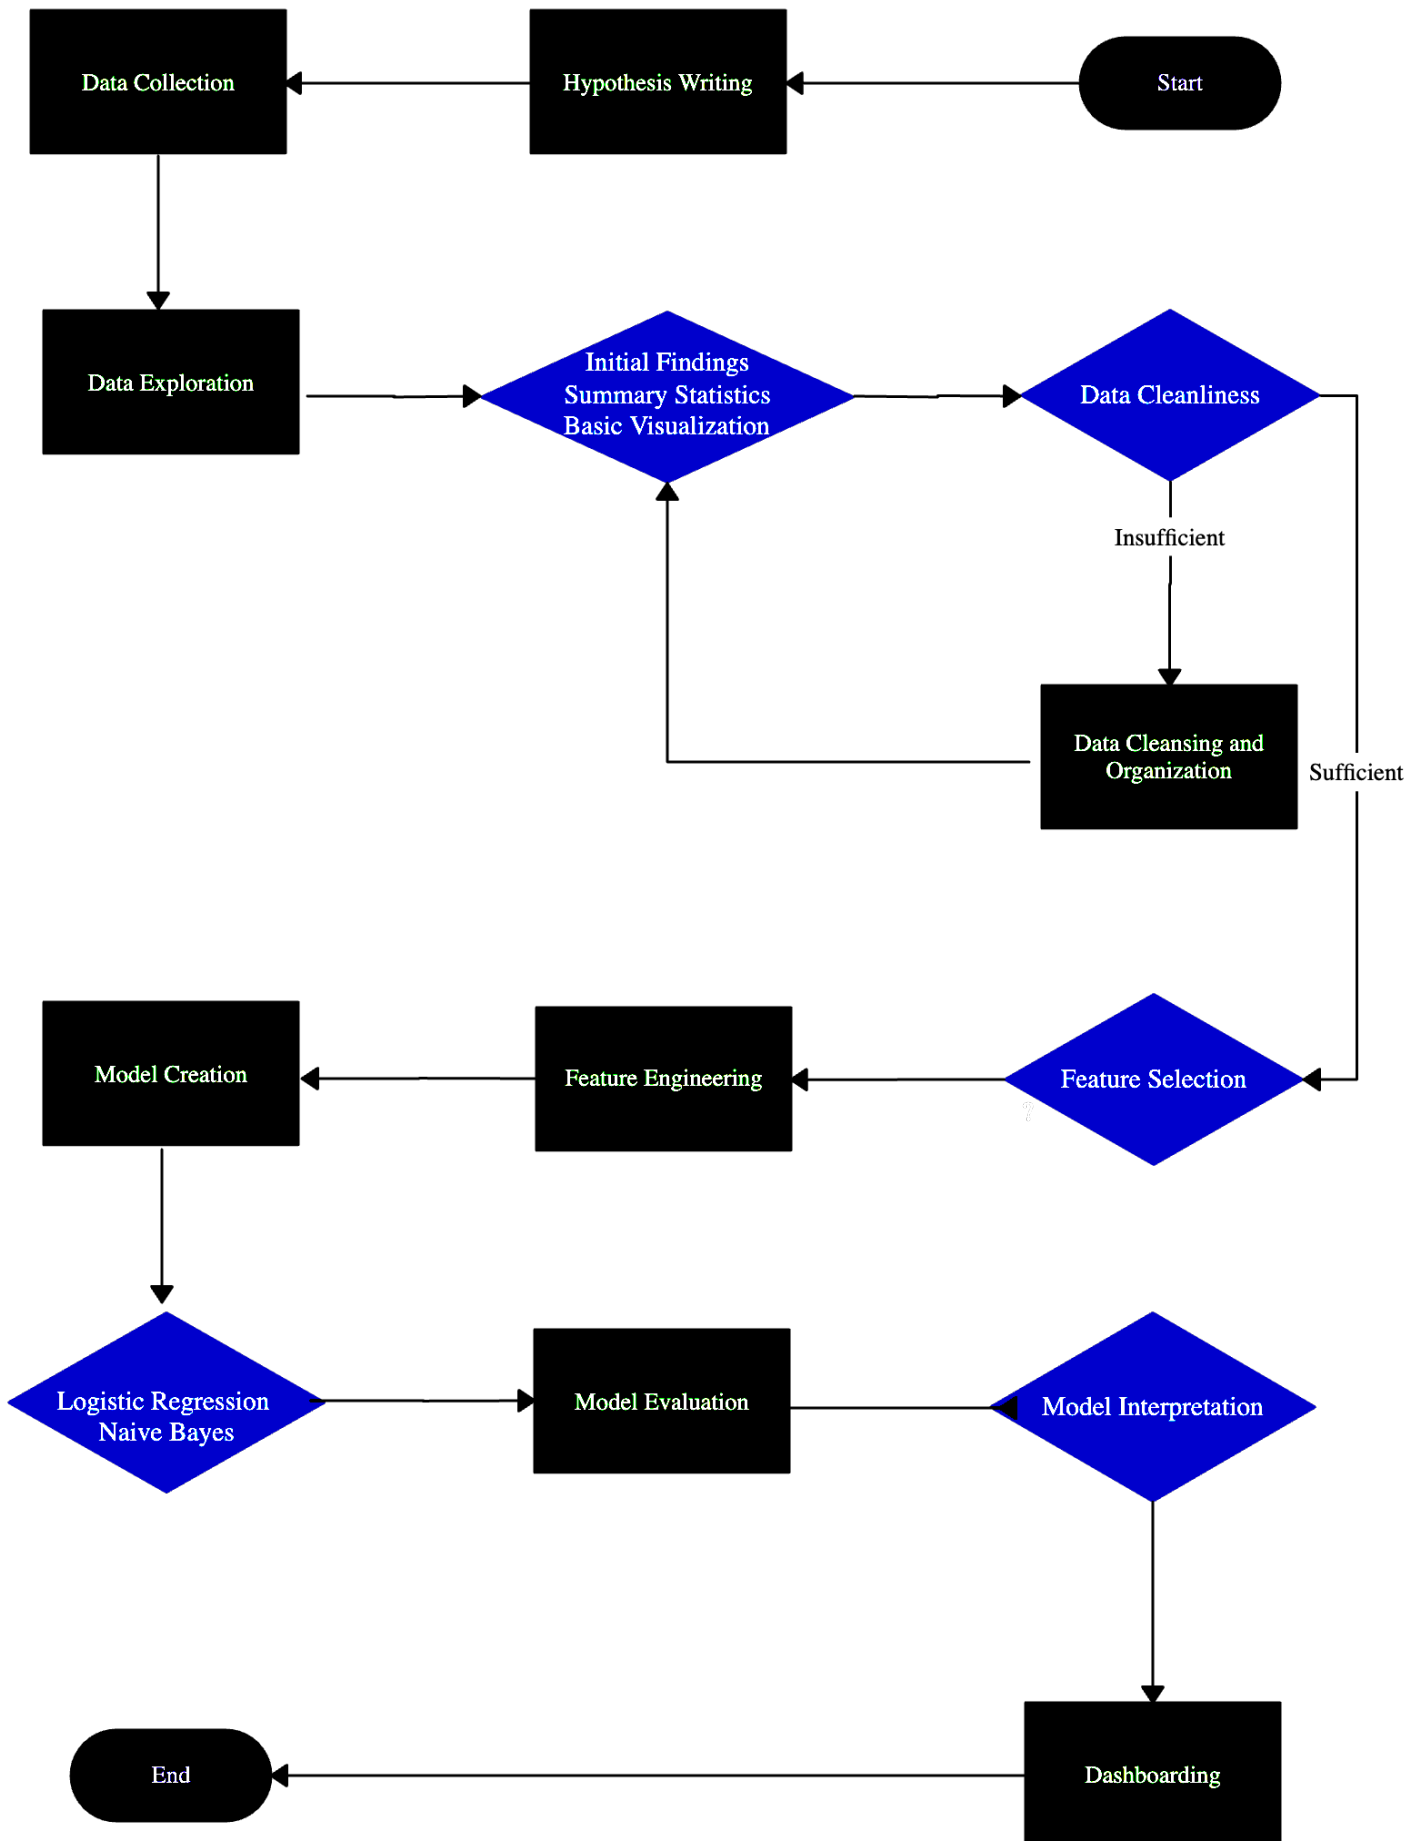 Start
Hypothesis Writing
Data Collection
Data Exploration
Initial Findings
Summary Statistics
Basic Visualization
Data Cleanliness
Insufficient
Data Cleansing and
Organization
Sufficient
Feature Selection
?
Feature Engineering
Model Creation
Logistic Regression
Naive Bayes
Model Evaluation
Model Interpretation
Dashboarding
End